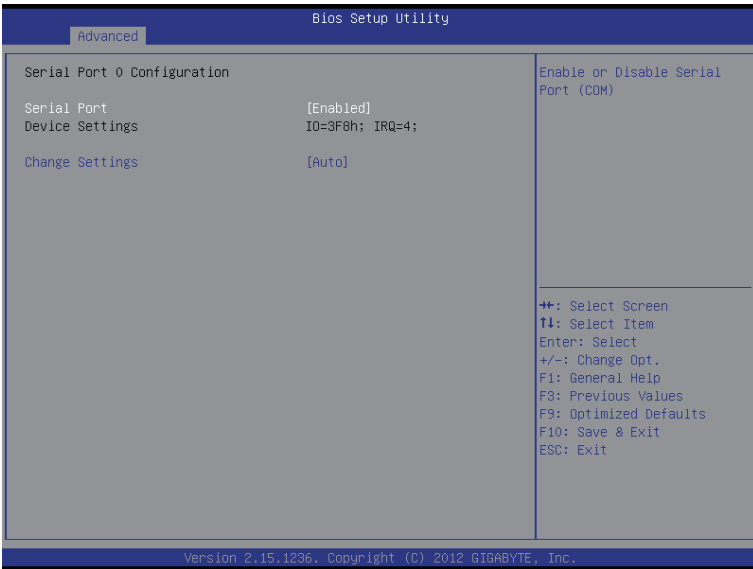 Bios Setup Utility
Advanced
Serial Port 0 Configuration
Serial Port [Enabled]
Device Settings IO=3F8h; IRQ=4;
Change Settings [Auto]
Enable or Disable Serial
Port (COM)
→←: Select Screen
↑↓: Select Item
Enter: Select
+/-: Change Opt.
F1: General Help
F3: Previous Values
F9: Optimized Defaults
F10: Save & Exit
ESC: Exit
Version 2.15.1236. Copyright (C) 2012 GIGABYTE, Inc.